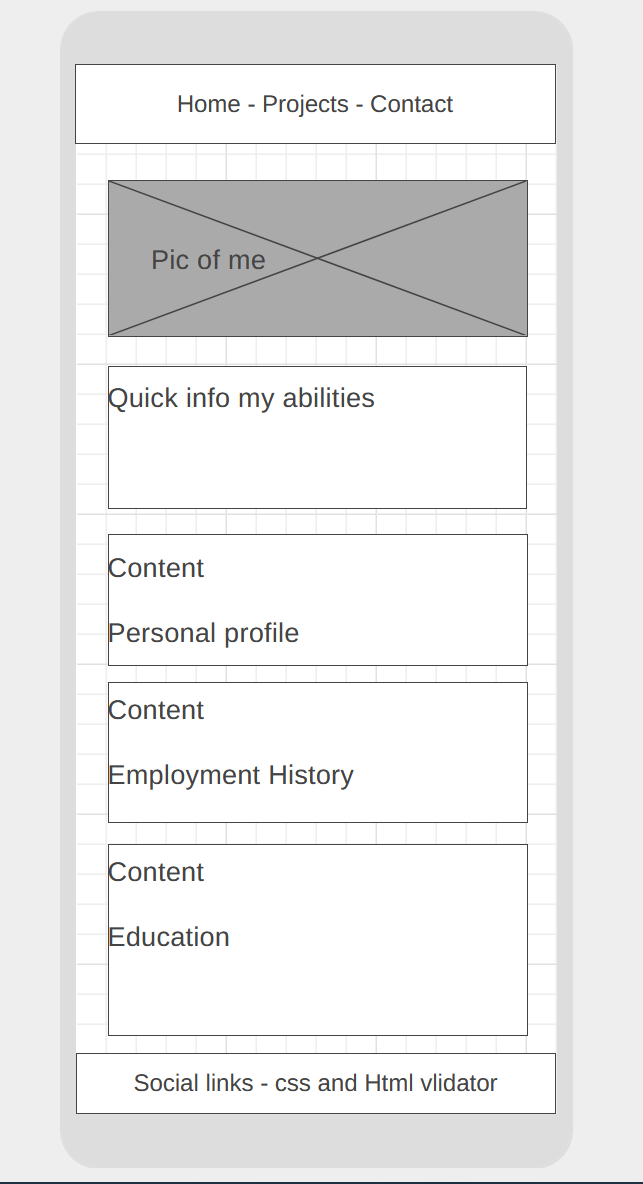 Home - Projects - Contact
Pic of me
Quick info my abilities
Content
Personal profile
Content
Employment History
Content
Education
Social links - css and Html vlidator